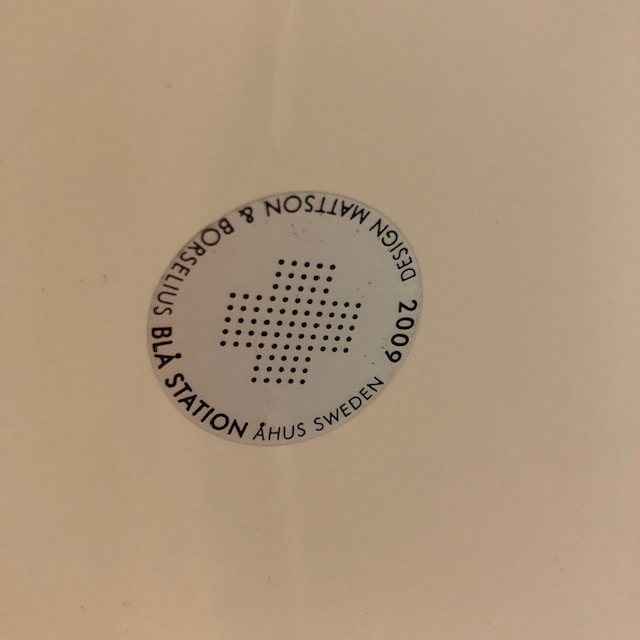 BLÅ STATION ÅHUS SWEDEN 2009 DESIGN MATTSON & BORSELIUS